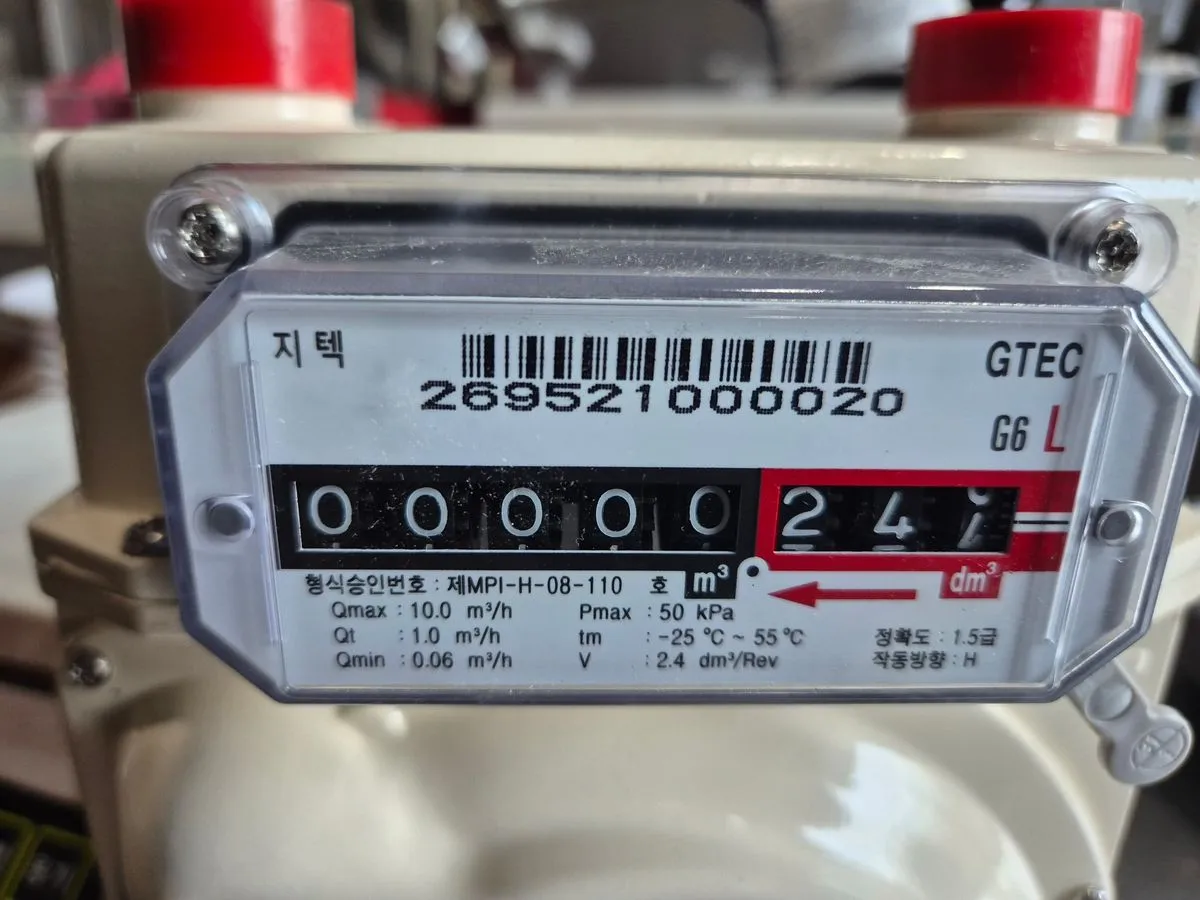 지텍
GTEC
269521000020
G6 L
00000 24
형식승인번호 : 제MPI-H-08-110 호 m³ dm³
Qmax : 10.0 m³/h Pmax : 50 kPa
Qt : 1.0 m³/h tm : -25 ℃ ~ 55 ℃ 정확도 : 1.5급
Qmin : 0.06 m³/h V : 2.4 dm³/Rev 작동방향 : H